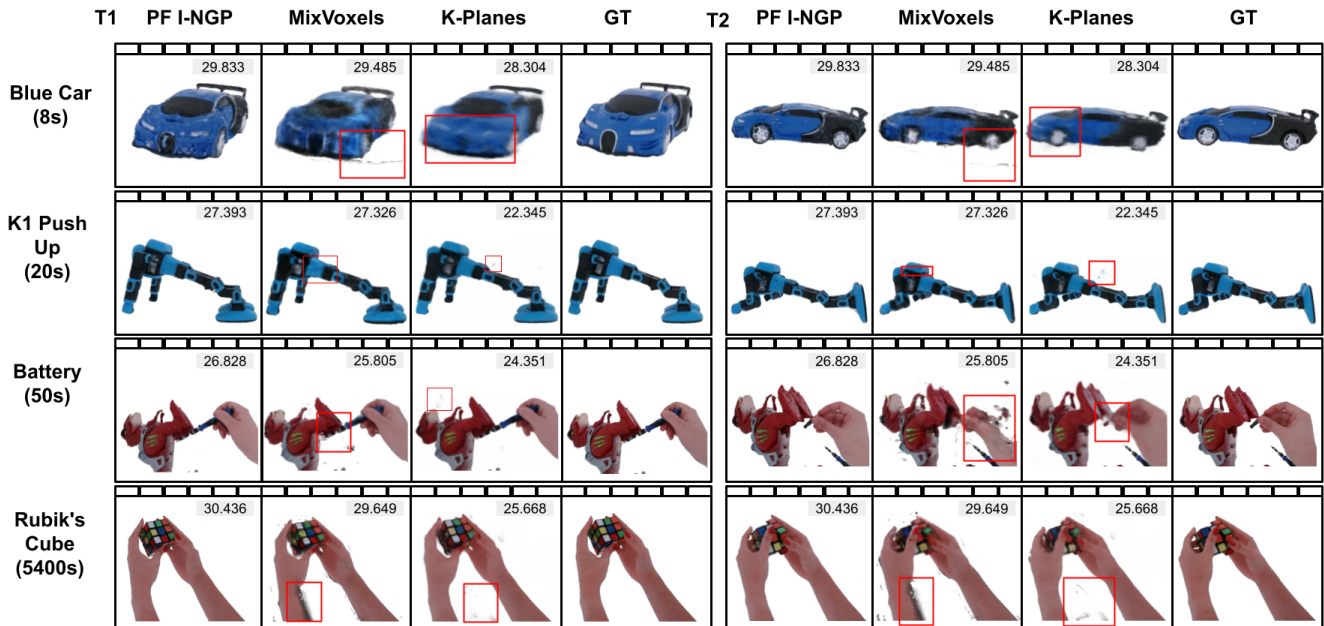 T1 PF I-NGP MixVoxels K-Planes GT T2 PF I-NGP MixVoxels K-Planes GT
Blue Car
(8s)
29.833 29.485 28.304 29.833 29.485 28.304
K1 Push
Up
(20s)
27.393 27.326 22.345 27.393 27.326 22.345
Battery
(50s)
26.828 25.805 24.351 26.828 25.805 24.351
Rubik's
Cube
(5400s)
30.436 29.649 25.668 30.436 29.649 25.668